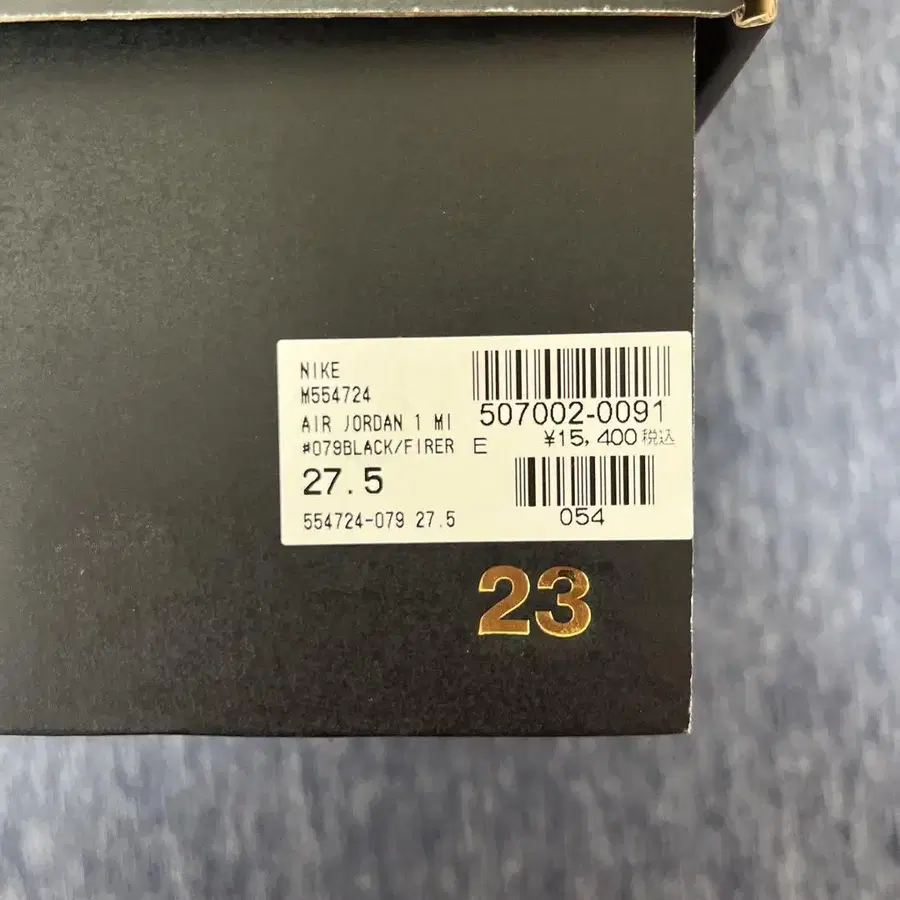 NIKE
M554724
AIR JORDAN 1 MI
#079BLACK/FIRER E
27.5
554724-079 27.5
507002-0091
¥15,400税込
054
23